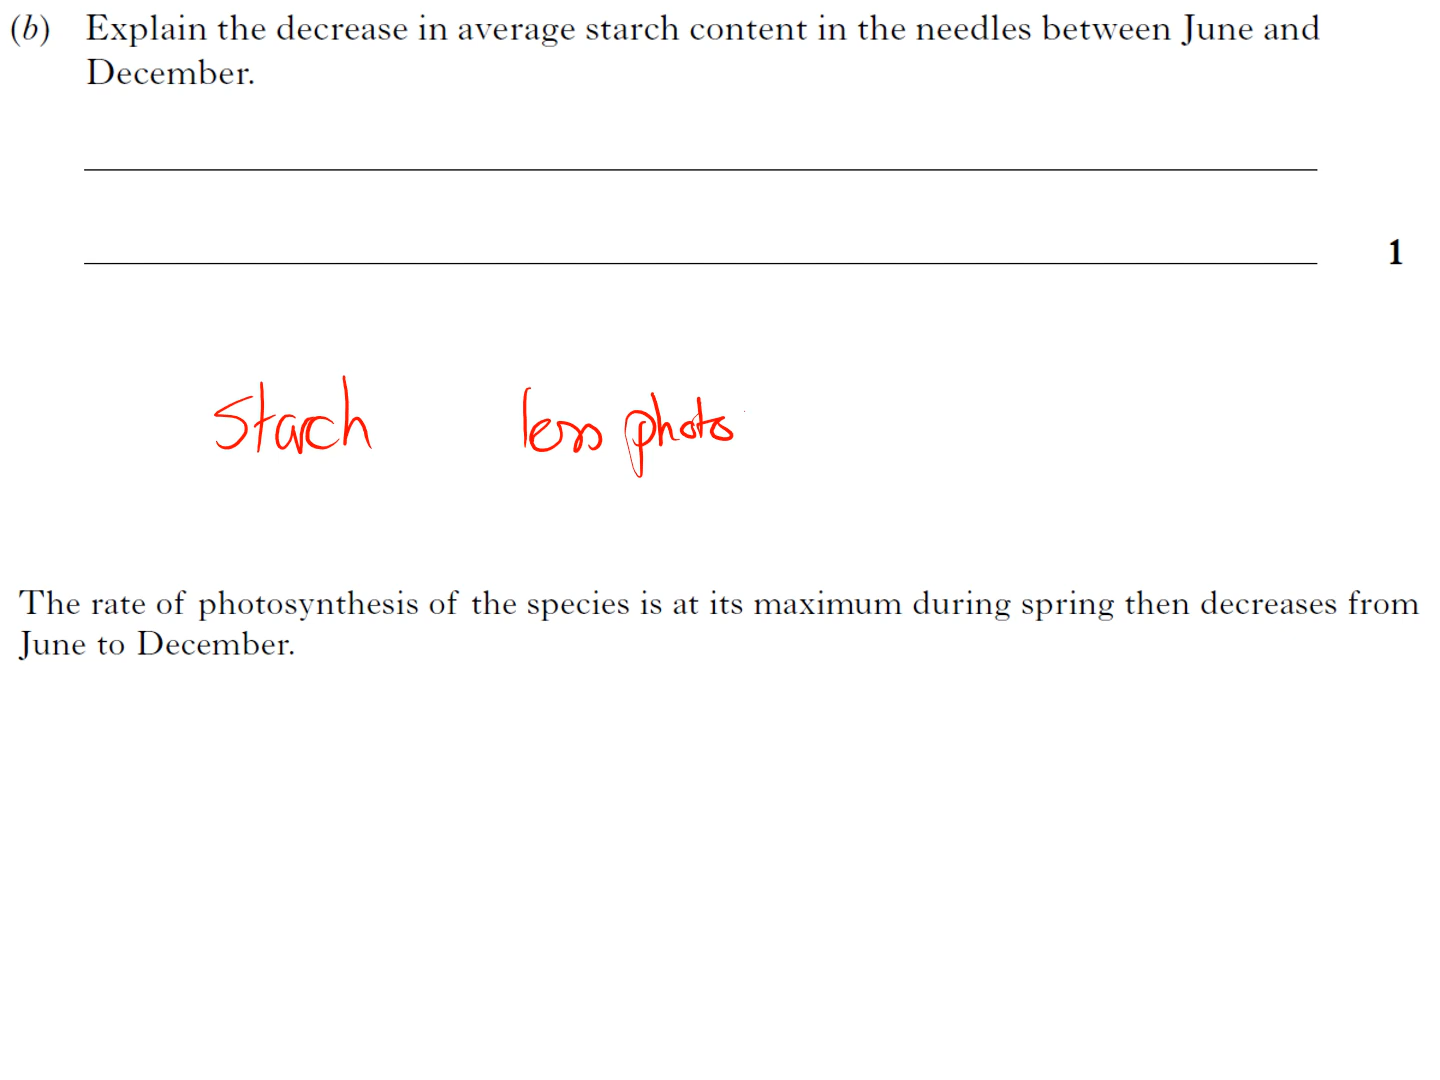 (b) Explain the decrease in average starch content in the needles between June and
December.
1
Starch less photo
The rate of photosynthesis of the species is at its maximum during spring then decreases from
June to December.